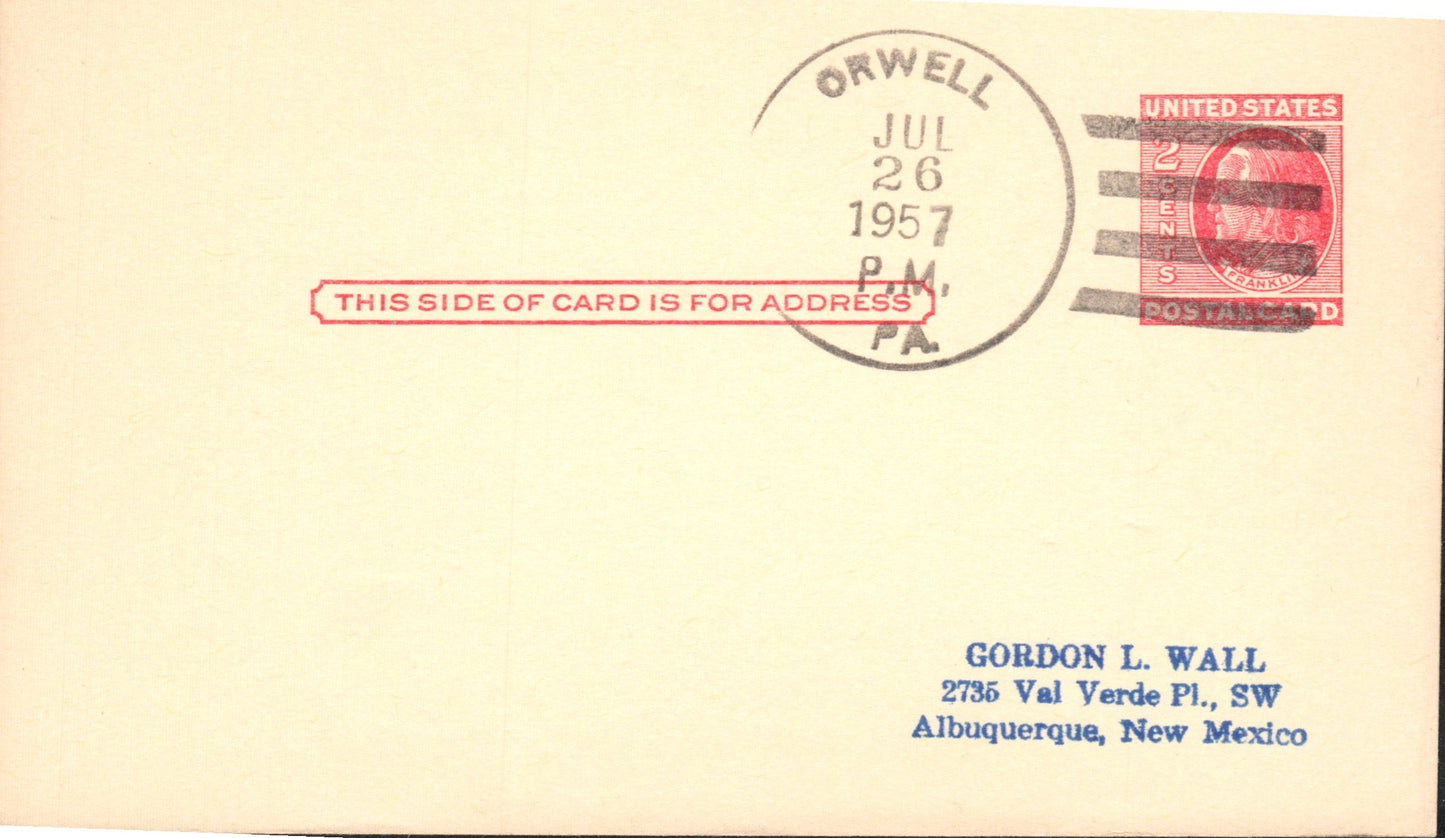 ORWELL
JUL
26
1957
P.M.
PA.
UNITED STATES
2
CENTS
FRANKLIN
POSTAL CARD
THIS SIDE OF CARD IS FOR ADDRESS
GORDON L. WALL
2735 Val Verde Pl., SW
Albuquerque, New Mexico